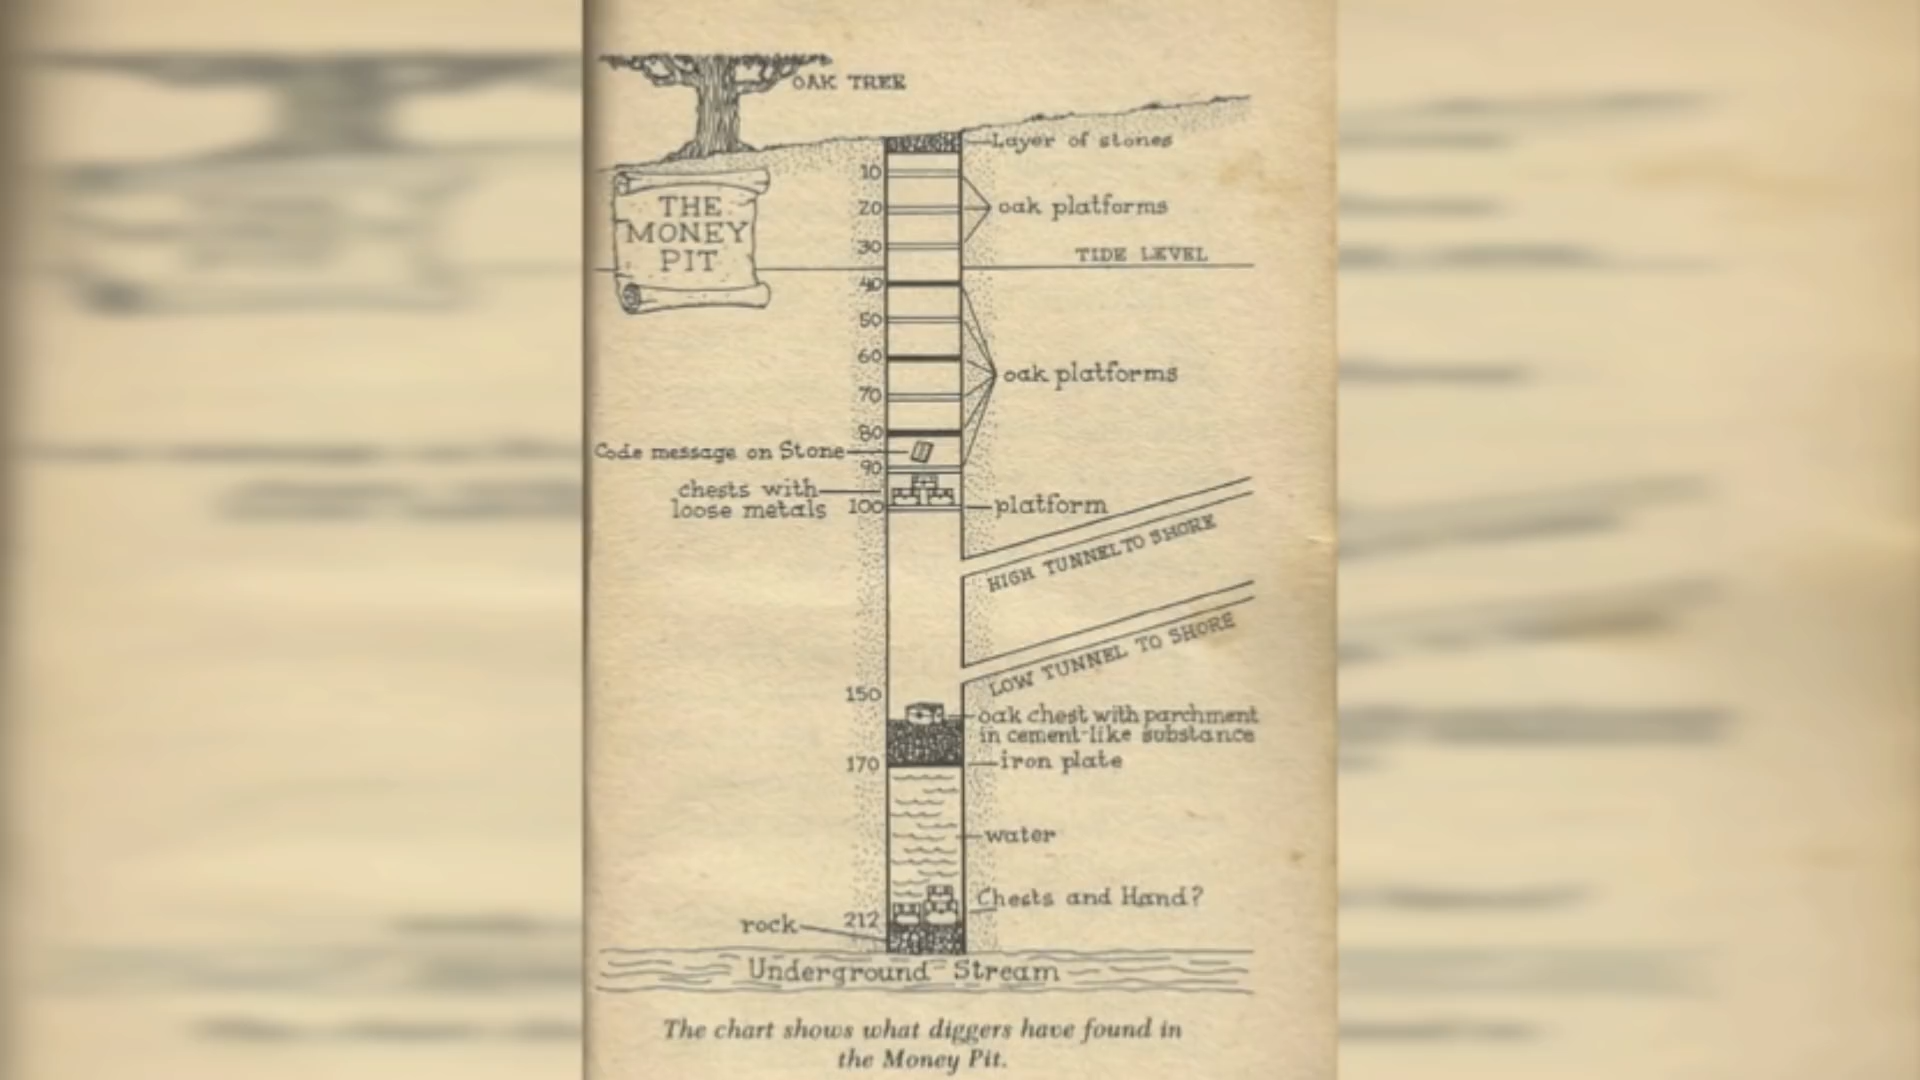 OAK TREE
Layer of stones
THE
MONEY
PIT
10
20
30
oak platforms
TIDE LEVEL
40
50
60
70
80
90
oak platforms
Code message on Stone
chests with
loose metals
100
platform
HIGH TUNNEL TO SHORE
LOW TUNNEL TO SHORE
150
oak chest with parchment
in cement-like substance
170
iron plate
water
Chests and Hand?
212
rock
Underground Stream
The chart shows what diggers have found in
the Money Pit.